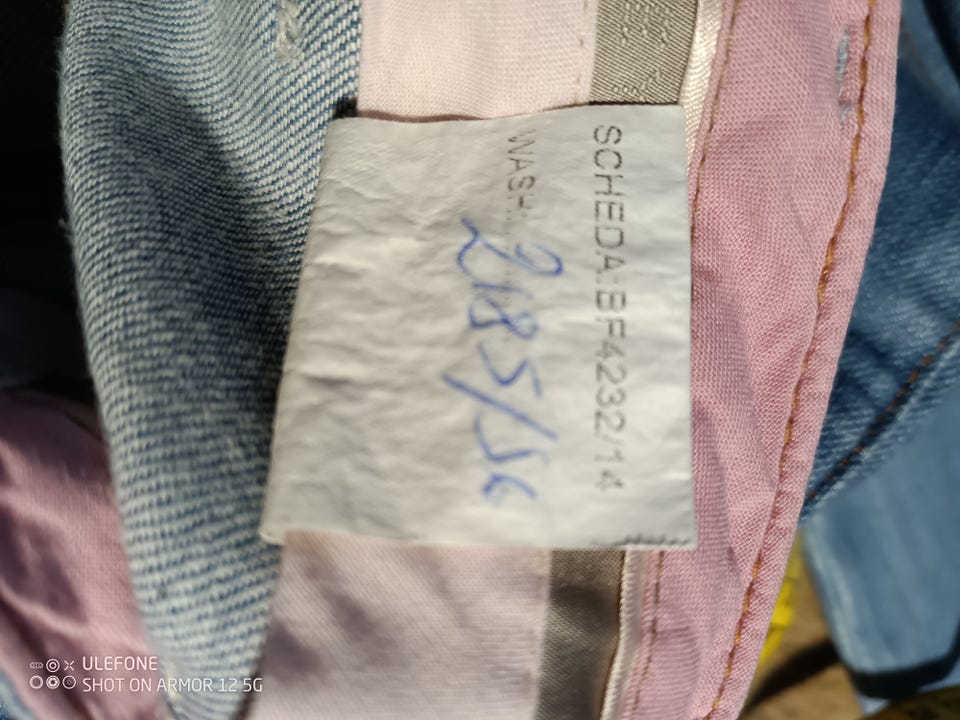 SCHEDA:BF4232/14
WASH:
2185/56
ULEFONE
SHOT ON ARMOR 12 5G